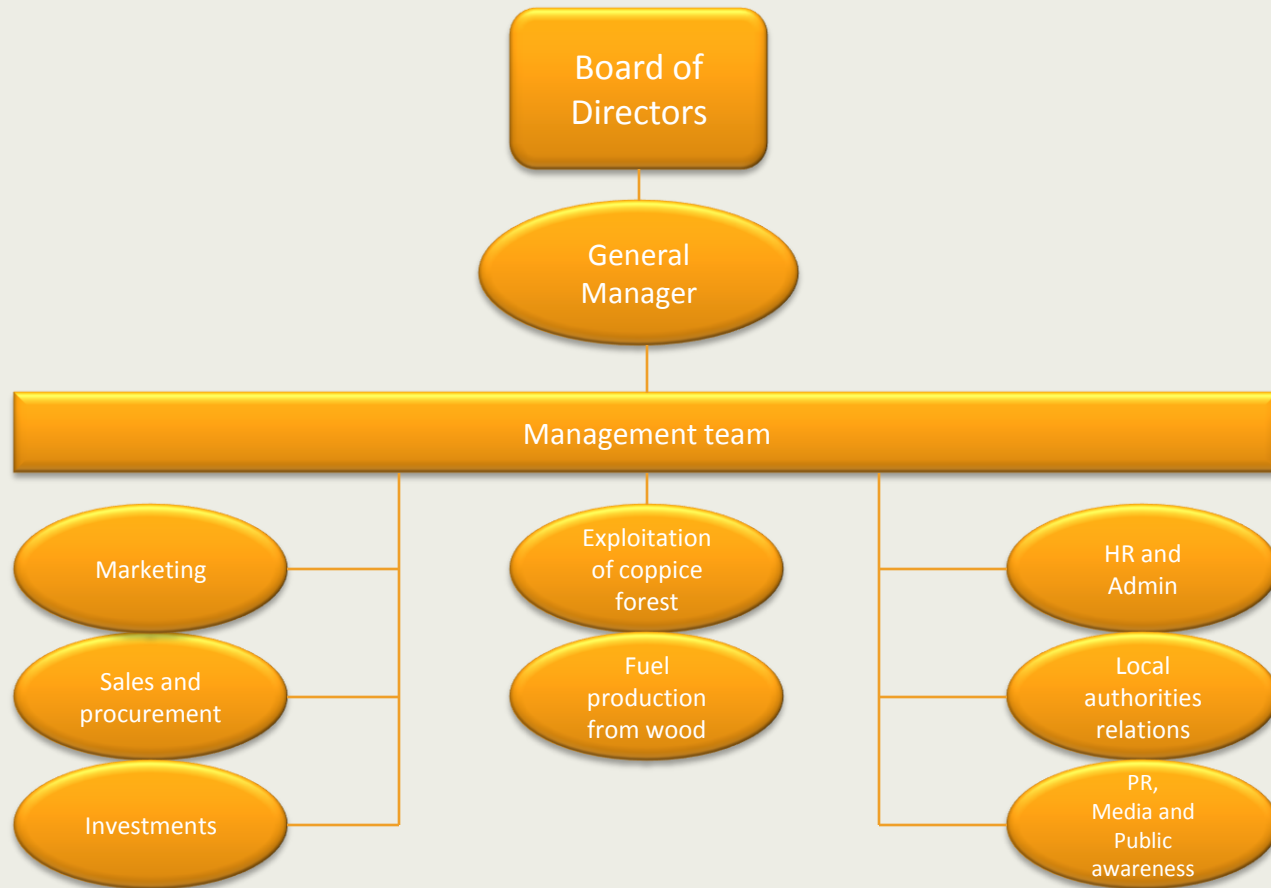 Board of
Directors
General
Manager
Management team
Marketing
Sales and
procurement
Investments
Exploitation
of coppice
forest
Fuel
production
from wood
HR and
Admin
Local
authorities
relations
PR,
Media and
Public
awareness